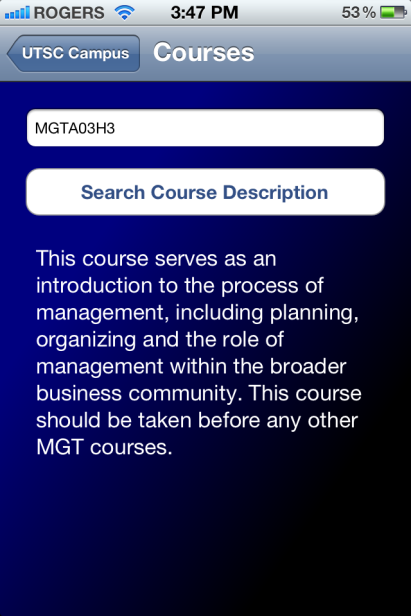 ROGERS 3:47 PM 53%
UTSC Campus Courses
MGTA03H3
Search Course Description
This course serves as an
introduction to the process of
management, including planning,
organizing and the role of
management within the broader
business community. This course
should be taken before any other
MGT courses.